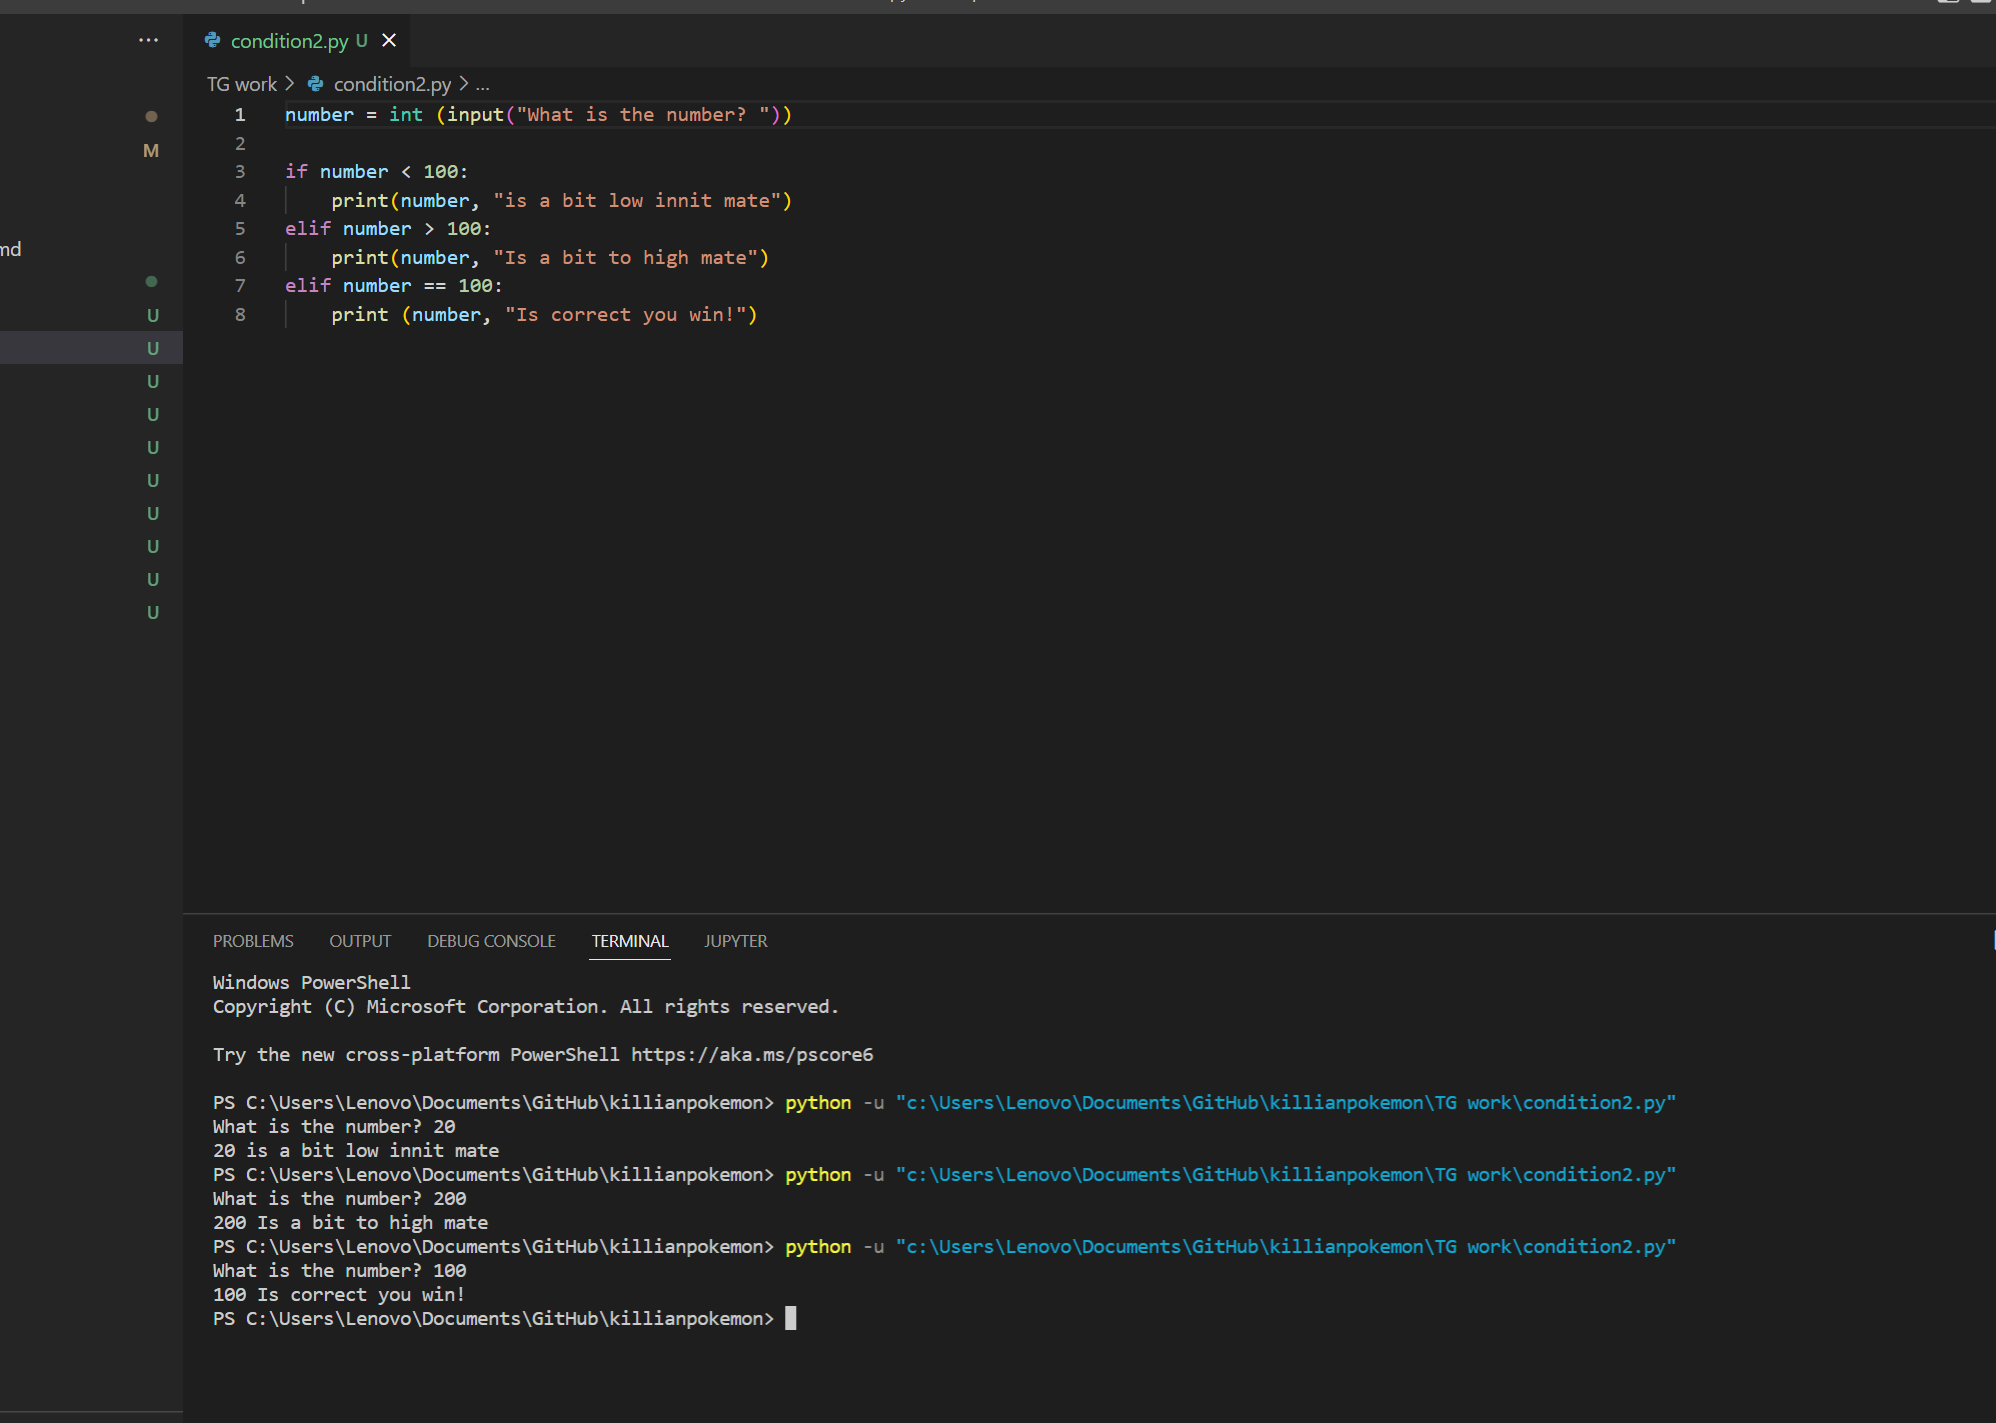 ...
condition2.py U
TG work > condition2.py > ...
M
md
U
U
U
U
U
U
U
U
U
U
1 number = int (input("What is the number? "))
2
3 if number < 100:
4 print(number, "is a bit low innit mate")
5 elif number > 100:
6 print(number, "Is a bit to high mate")
7 elif number == 100:
8 print (number, "Is correct you win!")
PROBLEMS OUTPUT DEBUG CONSOLE TERMINAL JUPYTER
Windows PowerShell
Copyright (C) Microsoft Corporation. All rights reserved.
Try the new cross-platform PowerShell https://aka.ms/pscore6
PS C:\Users\Lenovo\Documents\GitHub\killianpokemon> python -u "c:\Users\Lenovo\Documents\GitHub\killianpokemon\TG work\condition2.py"
What is the number? 20
20 is a bit low innit mate
PS C:\Users\Lenovo\Documents\GitHub\killianpokemon> python -u "c:\Users\Lenovo\Documents\GitHub\killianpokemon\TG work\condition2.py"
What is the number? 200
200 Is a bit to high mate
PS C:\Users\Lenovo\Documents\GitHub\killianpokemon> python -u "c:\Users\Lenovo\Documents\GitHub\killianpokemon\TG work\condition2.py"
What is the number? 100
100 Is correct you win!
PS C:\Users\Lenovo\Documents\GitHub\killianpokemon>